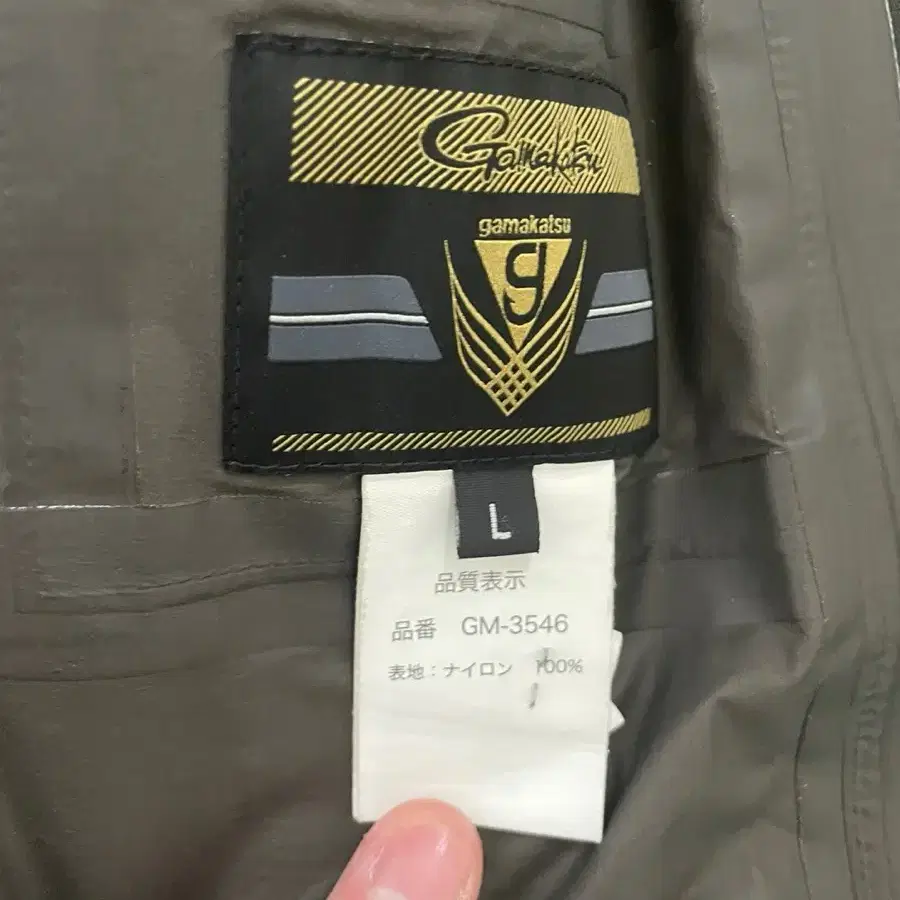 Gamakatsu
gamakatsu
g
L
品質表示
品番 GM-3546
表地：ナイロン 100%